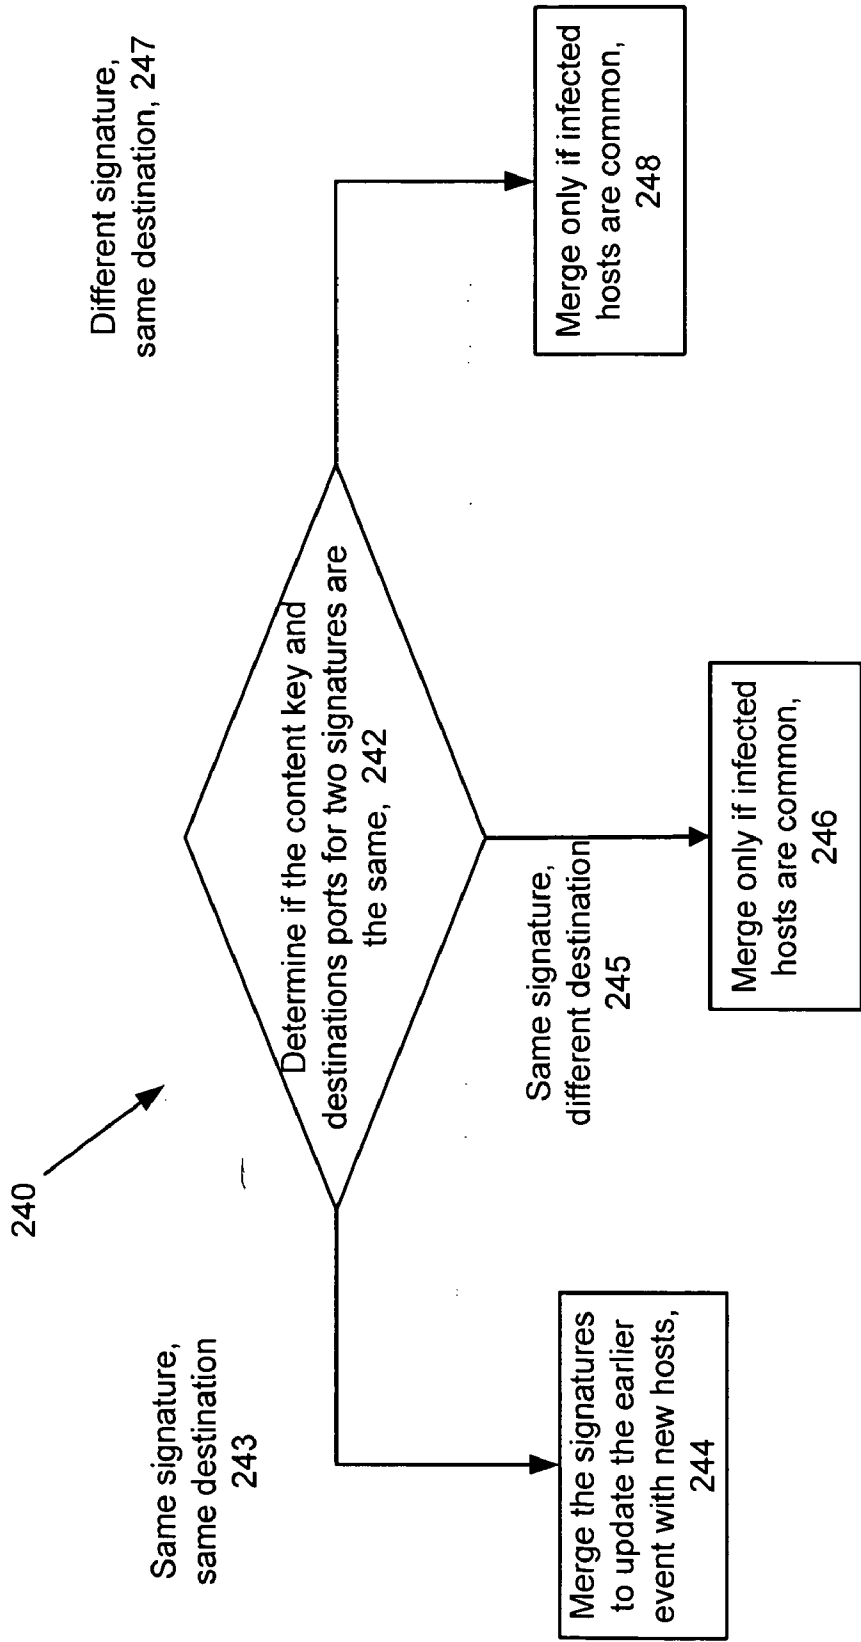 240
Same signature,
same destination
243
Different signature,
same destination, 247
Determine if the content key and
destinations ports for two signatures are
the same, 242
Same signature,
different destination
245
Merge the signatures
to update the earlier
event with new hosts,
244
Merge only if infected
hosts are common,
246
Merge only if infected
hosts are common,
248